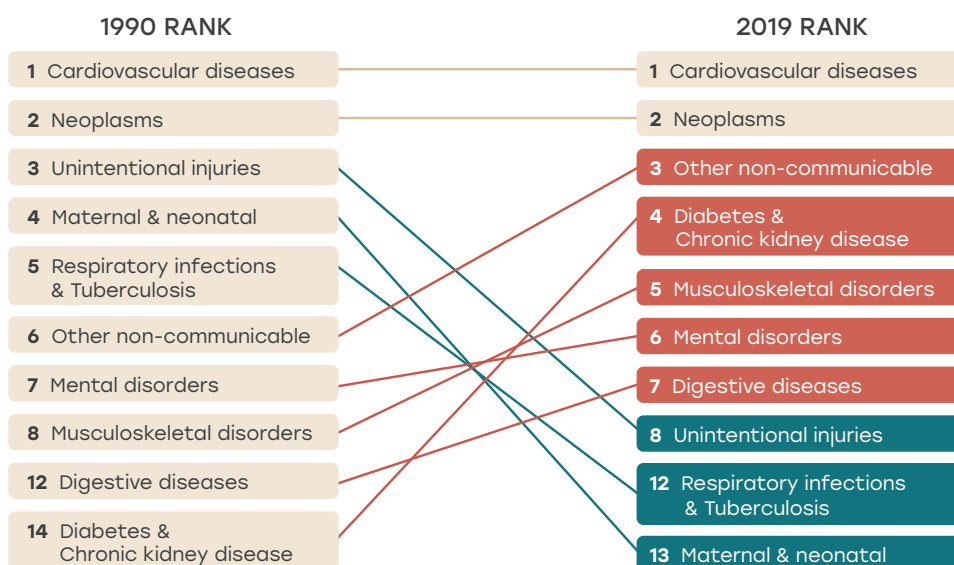 1990 RANK
1 Cardiovascular diseases
2 Neoplasms
3 Unintentional injuries
4 Maternal & neonatal
5 Respiratory infections
& Tuberculosis
6 Other non-communicable
7 Mental disorders
8 Musculoskeletal disorders
12 Digestive diseases
14 Diabetes &
Chronic kidney disease
2019 RANK
1 Cardiovascular diseases
2 Neoplasms
3 Other non-communicable
4 Diabetes &
Chronic kidney disease
5 Musculoskeletal disorders
6 Mental disorders
7 Digestive diseases
8 Unintentional injuries
12 Respiratory infections
& Tuberculosis
13 Maternal & neonatal